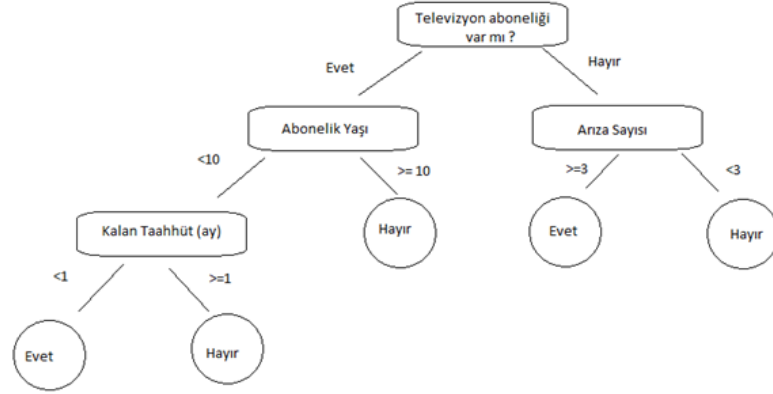 Televizyon aboneliği
var mı ?
Evet
Hayır
Abonelik Yaşı
Arıza Sayısı
<10
>= 10
>=3
<3
Kalan Taahhüt (ay)
Hayır
Evet
Hayır
<1
>=1
Evet
Hayır